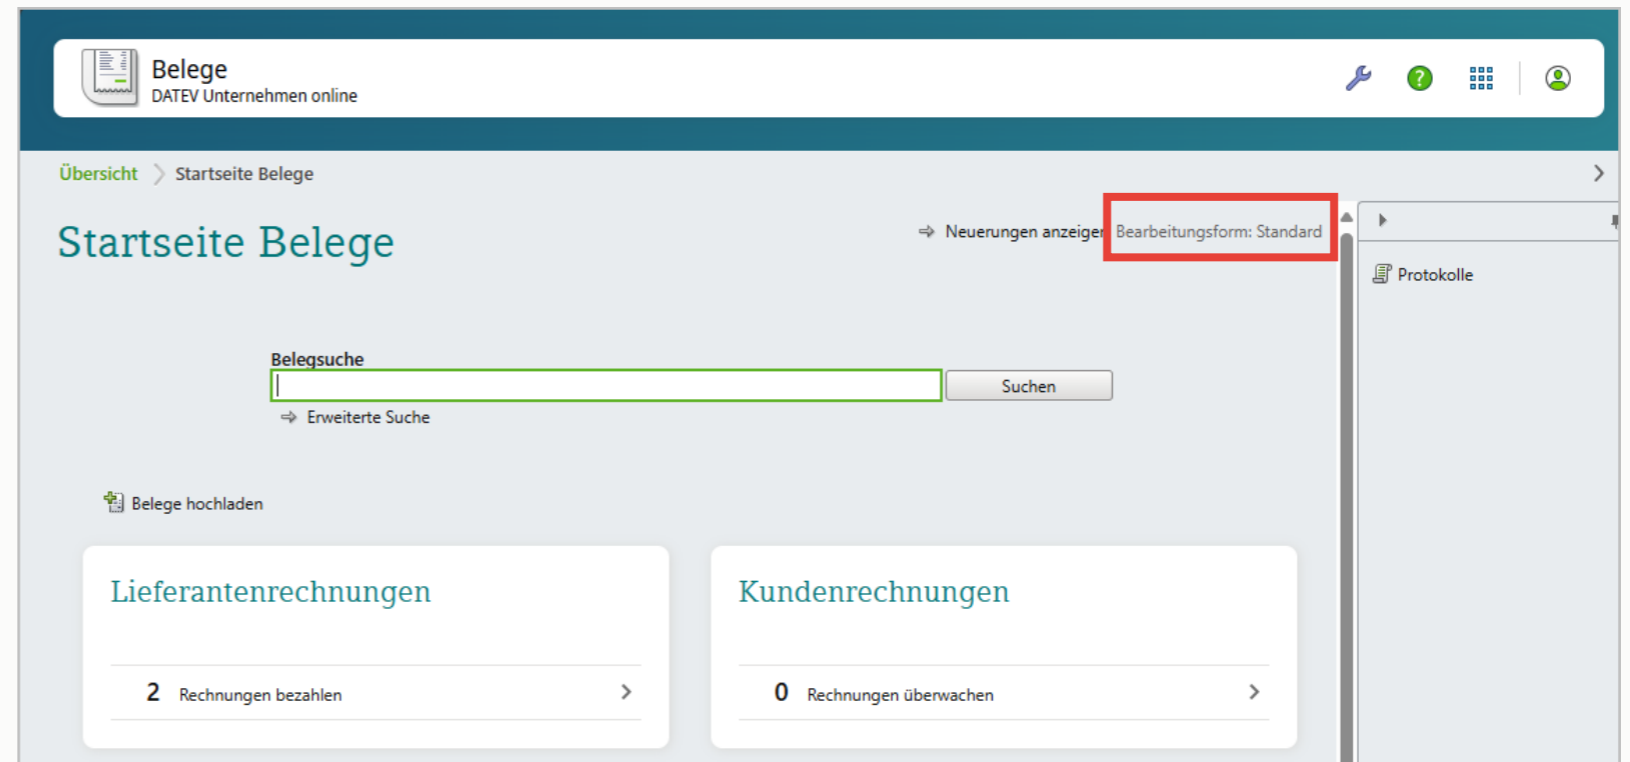 Belege
DATEV Unternehmen online
?
Übersicht
Startseite Belege
Startseite Belege
Neuerungen anzeigen
Bearbeitungsform: Standard
Protokolle
Belegsuche
Suchen
Erweiterte Suche
Belege hochladen
Lieferantenrechnungen
2 Rechnungen bezahlen
Kundenrechnungen
0 Rechnungen überwachen